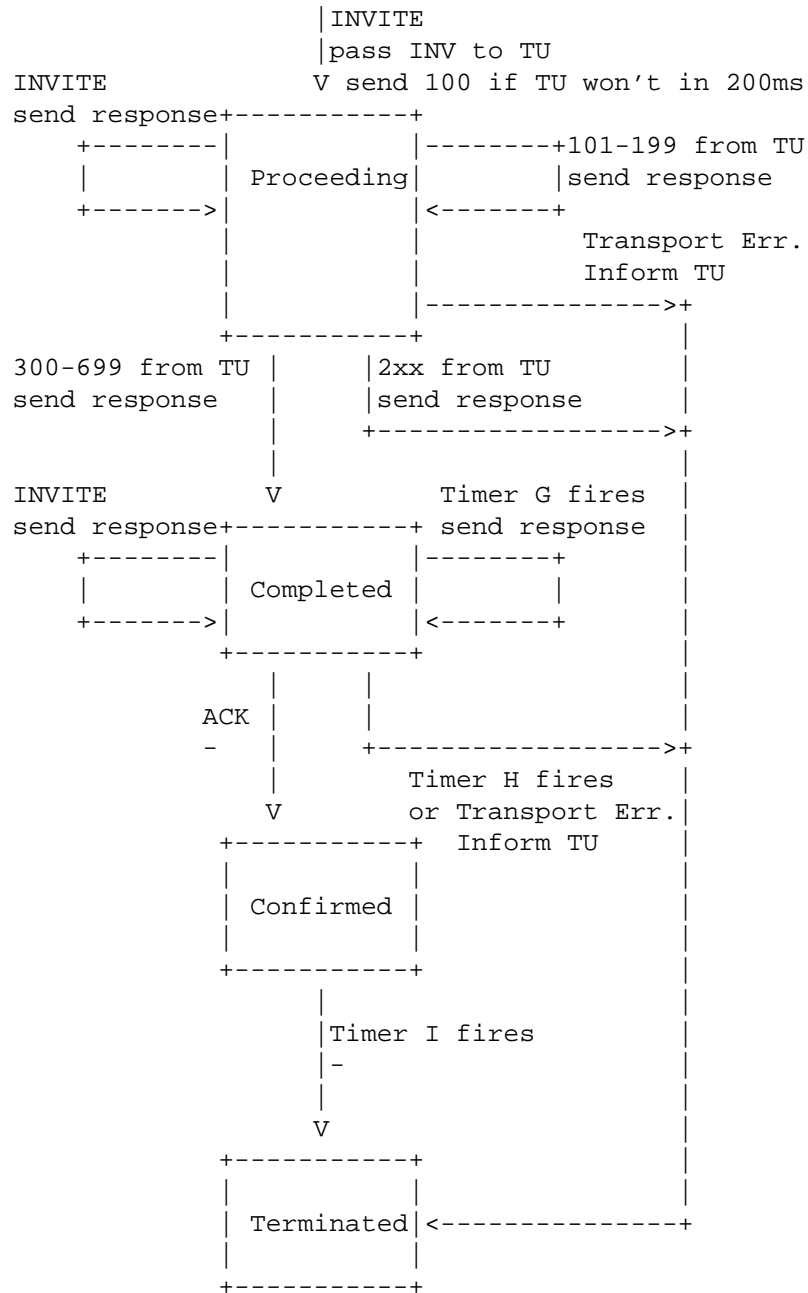 INVITE
pass INV to TU
INVITE V send 100 if TU won't in 200ms
send response
101-199 from TU
Proceeding send response
Transport Err.
Inform TU
300-699 from TU 2xx from TU
send response send response
INVITE V Timer G fires
send response send response
Completed
ACK
-
Timer H fires
V or Transport Err.
Inform TU
Confirmed
Timer I fires
-
V
Terminated